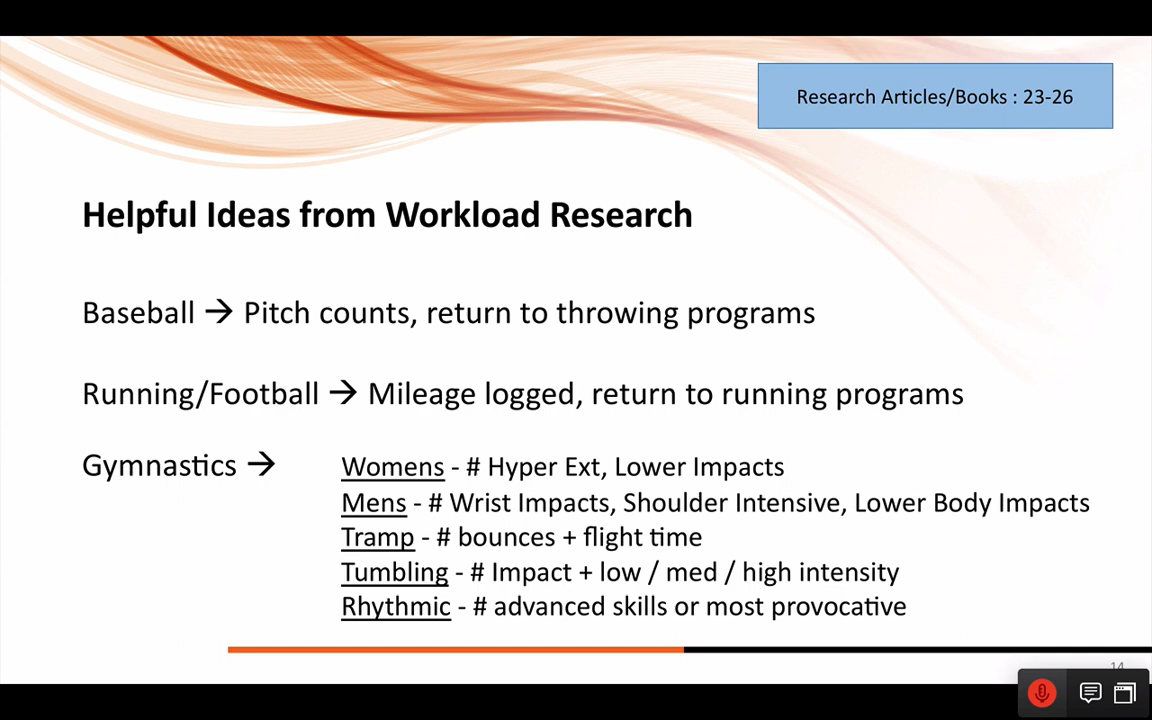 Research Articles/Books : 23-26
Helpful Ideas from Workload Research
Baseball → Pitch counts, return to throwing programs
Running/Football → Mileage logged, return to running programs
Gymnastics →
Womens - # Hyper Ext, Lower Impacts
Mens - # Wrist Impacts, Shoulder Intensive, Lower Body Impacts
Tramp - # bounces + flight time
Tumbling - # Impact + low / med / high intensity
Rhythmic - # advanced skills or most provocative
14